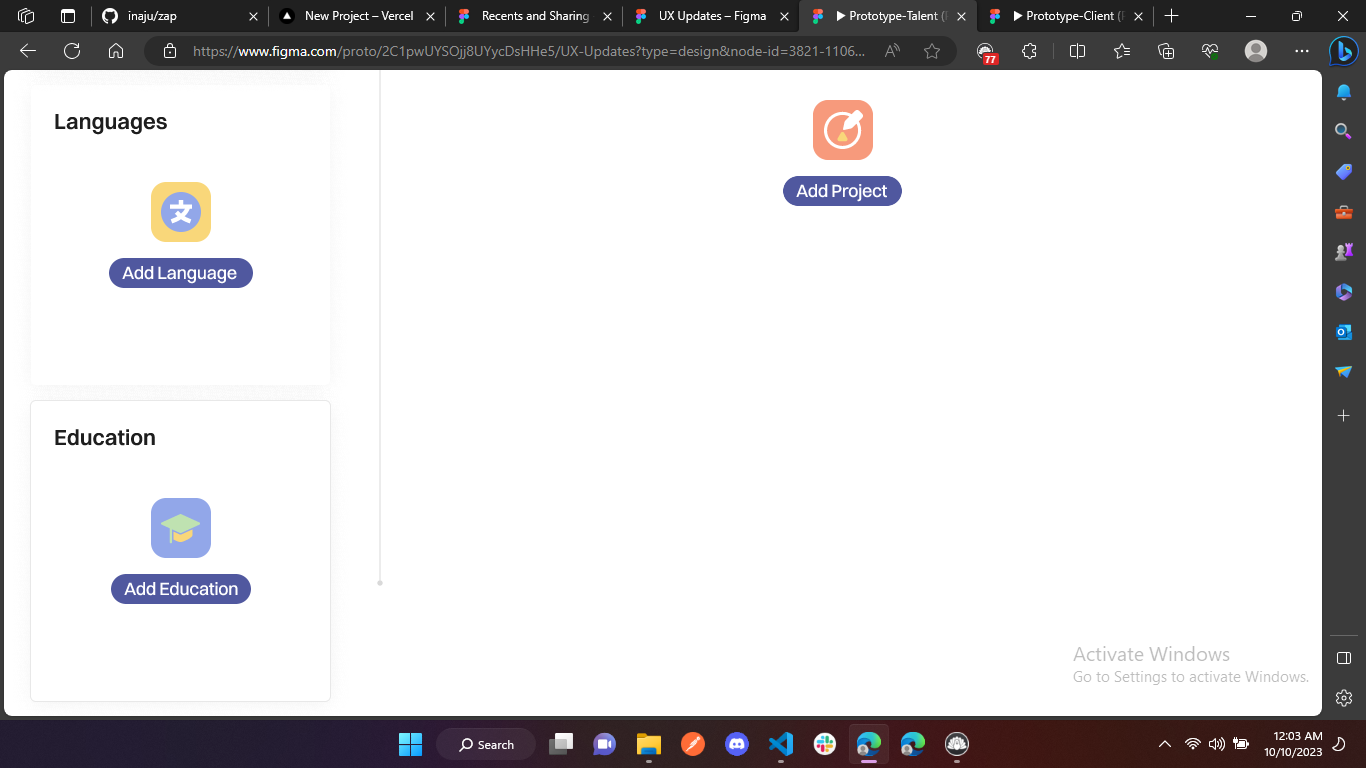 inaju/zap
New Project – Vercel
Recents and Sharing
UX Updates – Figma
Prototype-Talent (
Prototype-Client (
https://www.figma.com/proto/2C1pwUYSOjj8UYycDsHHe5/UX-Updates?type=design&node-id=3821-1106...
77
Languages
文
Add Language
Add Project
Education
Add Education
Activate Windows
Go to Settings to activate Windows.
Search
12:03 AM
10/10/2023